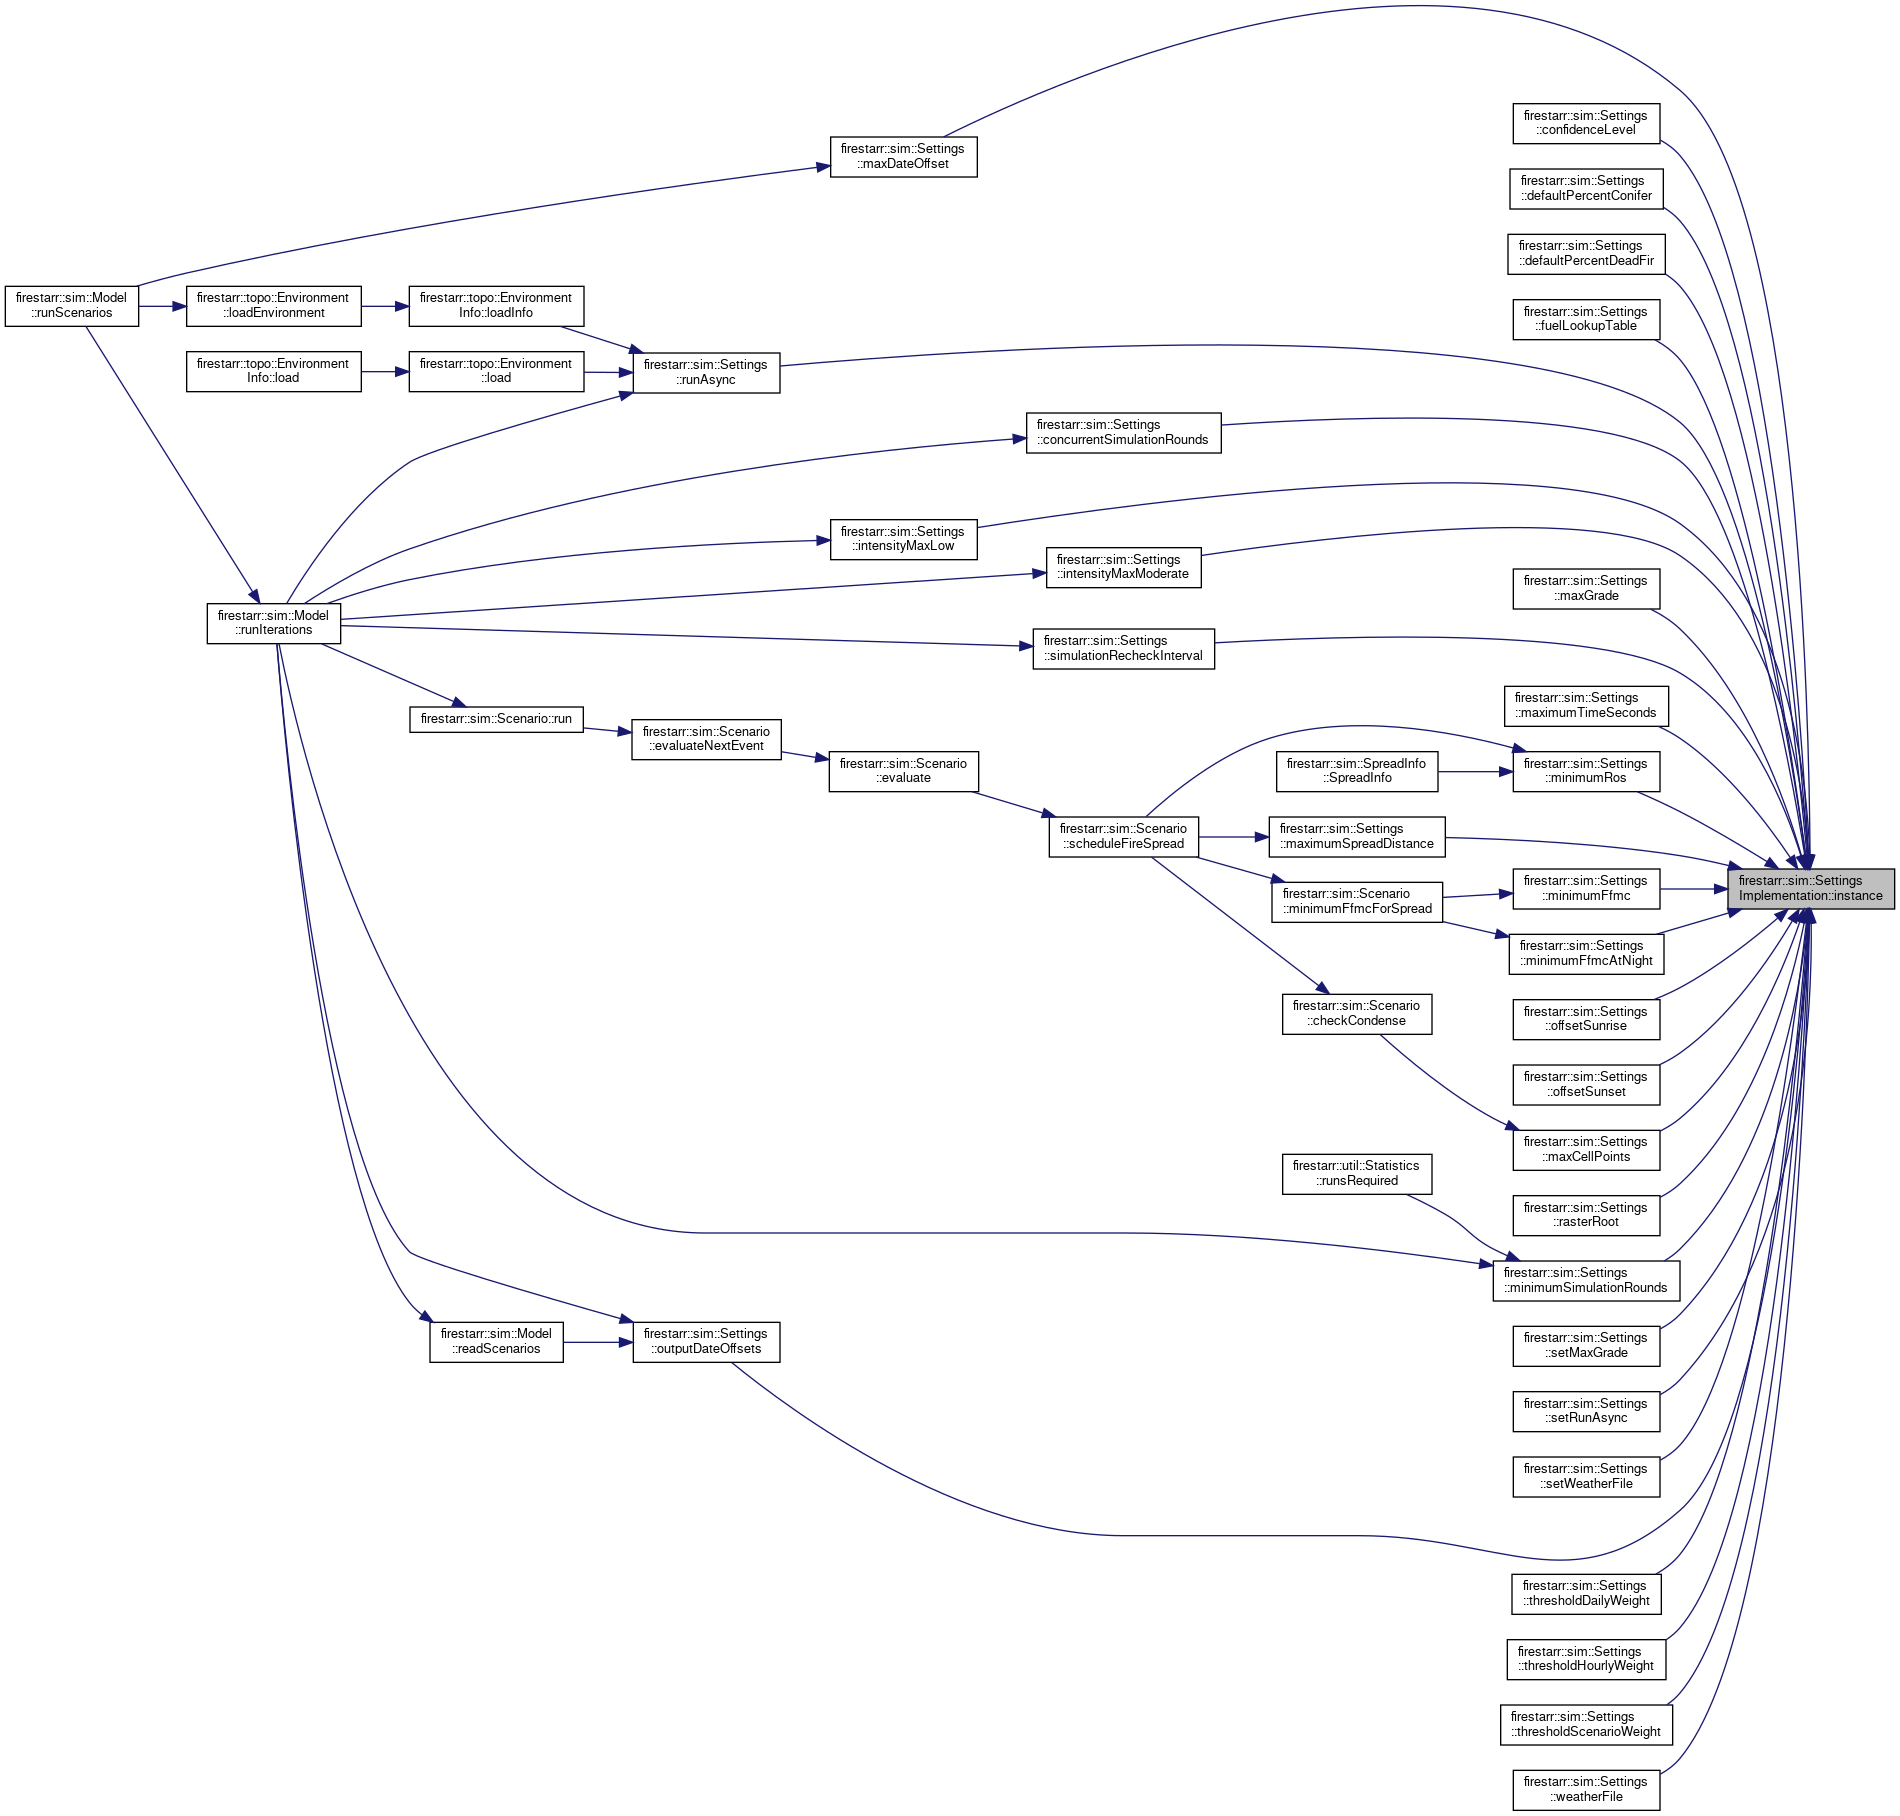 firestarr::sim::Settings
::maxDateOffset
firestarr::sim::Settings
::confidenceLevel
firestarr::sim::Settings
::defaultPercentConifer
firestarr::sim::Settings
::defaultPercentDeadFir
firestarr::sim::Model
::runScenarios
firestarr::topo::Environment
::loadEnvironment
firestarr::topo::Environment
Info::loadInfo
firestarr::sim::Settings
::fuelLookupTable
firestarr::topo::Environment
Info::load
firestarr::topo::Environment
::load
firestarr::sim::Settings
::runAsync
firestarr::sim::Settings
::concurrentSimulationRounds
firestarr::sim::Settings
::intensityMaxLow
firestarr::sim::Settings
::intensityMaxModerate
firestarr::sim::Settings
::maxGrade
firestarr::sim::Model
::runIterations
firestarr::sim::Settings
::simulationRecheckInterval
firestarr::sim::Settings
::maximumTimeSeconds
firestarr::sim::Scenario::run
firestarr::sim::Scenario
::evaluateNextEvent
firestarr::sim::Scenario
::evaluate
firestarr::sim::SpreadInfo
::SpreadInfo
firestarr::sim::Settings
::minimumRos
firestarr::sim::Scenario
::scheduleFireSpread
firestarr::sim::Settings
::maximumSpreadDistance
firestarr::sim::Scenario
::minimumFfmcForSpread
firestarr::sim::Settings
::minimumFfmc
firestarr::sim::Settings
Implementation::instance
firestarr::sim::Settings
::minimumFfmcAtNight
firestarr::sim::Scenario
::checkCondense
firestarr::sim::Settings
::offsetSunrise
firestarr::sim::Settings
::offsetSunset
firestarr::sim::Settings
::maxCellPoints
firestarr::util::Statistics
::runsRequired
firestarr::sim::Settings
::rasterRoot
firestarr::sim::Settings
::minimumSimulationRounds
firestarr::sim::Model
::readScenarios
firestarr::sim::Settings
::outputDateOffsets
firestarr::sim::Settings
::setMaxGrade
firestarr::sim::Settings
::setRunAsync
firestarr::sim::Settings
::setWeatherFile
firestarr::sim::Settings
::thresholdDailyWeight
firestarr::sim::Settings
::thresholdHourlyWeight
firestarr::sim::Settings
::thresholdScenarioWeight
firestarr::sim::Settings
::weatherFile